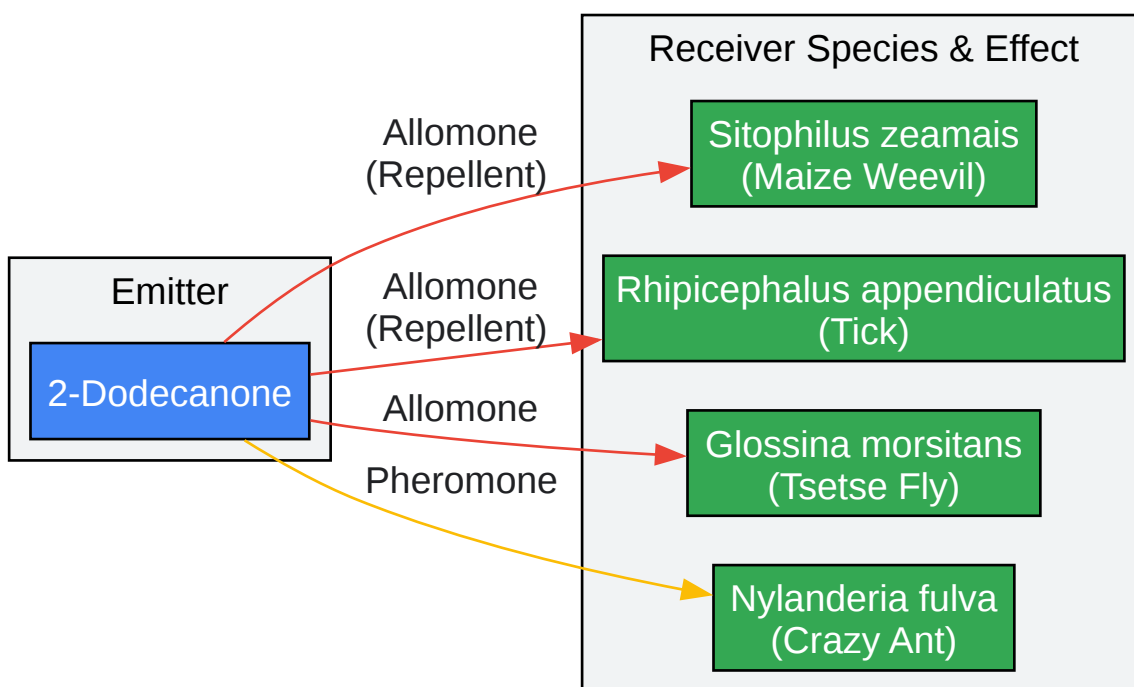 Receiver Species & Effect
Allomone
(Repellent)
Sitophilus zeamais
(Maize Weevil)
Emitter
2-Dodecanone
Allomone
(Repellent)
Rhipicephalus appendiculatus
(Tick)
Allomone
Glossina morsitans
(Tsetse Fly)
Pheromone
Nylanderia fulva
(Crazy Ant)